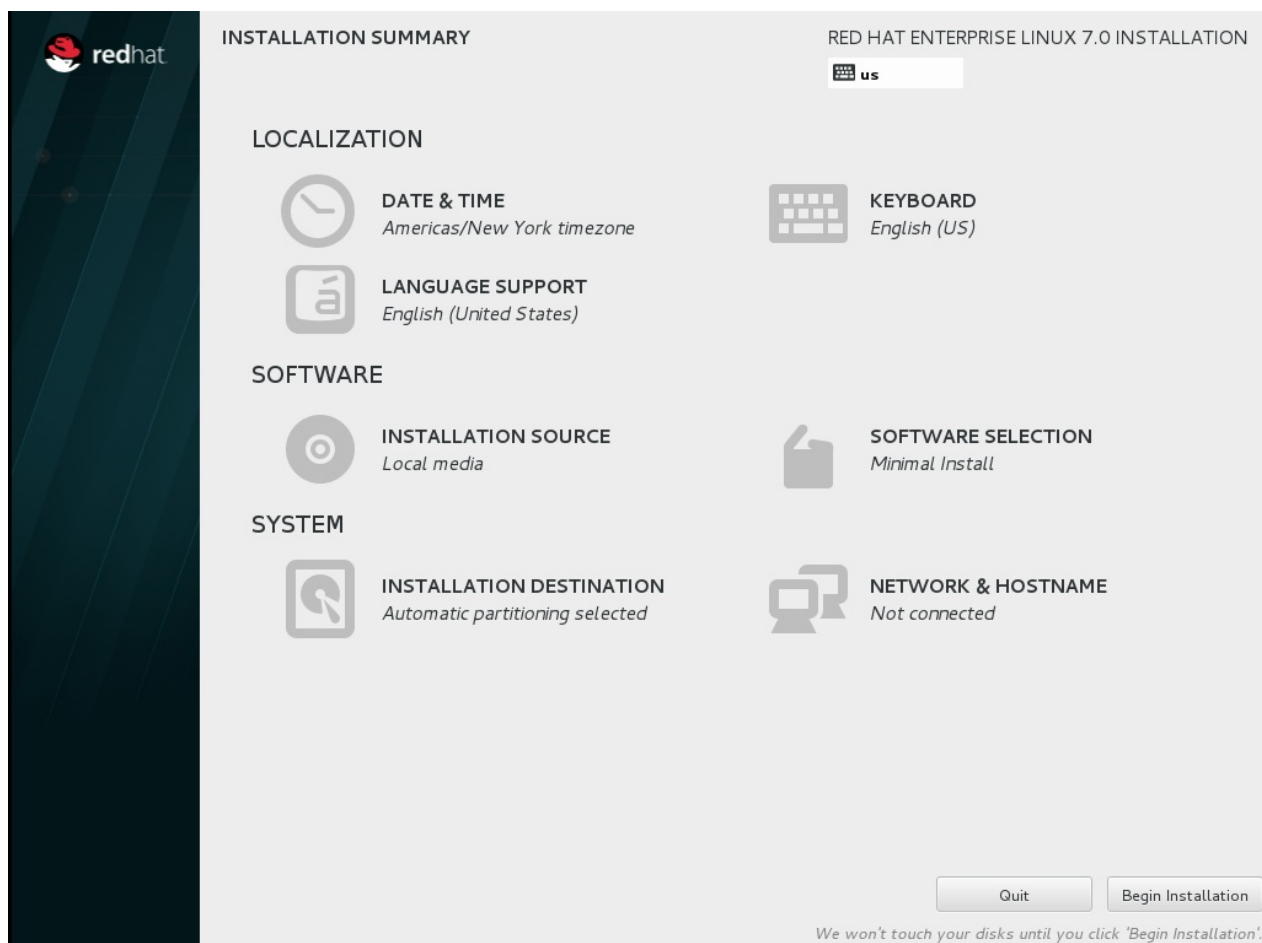 redhat
INSTALLATION SUMMARY
RED HAT ENTERPRISE LINUX 7.0 INSTALLATION
us
LOCALIZATION
DATE & TIME
Americas/New York timezone
KEYBOARD
English (US)
á
LANGUAGE SUPPORT
English (United States)
SOFTWARE
INSTALLATION SOURCE
Local media
SOFTWARE SELECTION
Minimal Install
SYSTEM
INSTALLATION DESTINATION
Automatic partitioning selected
NETWORK & HOSTNAME
Not connected
Quit
Begin Installation
We won't touch your disks until you click 'Begin Installation'.